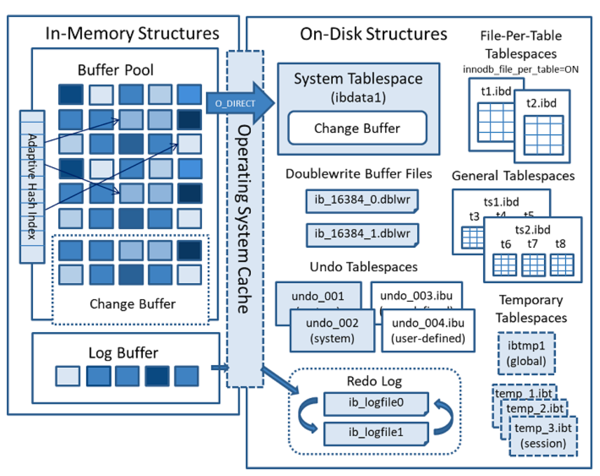 In-Memory Structures
Buffer Pool
Adaptive Hash Index
Change Buffer
Log Buffer
Operating System Cache
O_DIRECT
On-Disk Structures
System Tablespace
(ibdata1)
Change Buffer
Doublewrite Buffer Files
ib_16384_0.dblwr
ib_16384_1.dblwr
Undo Tablespaces
undo_001
undo_002
(system)
undo_003.ibu
undo_004.ibu
(user-defined)
Redo Log
ib_logfile0
ib_logfile1
File-Per-Table
Tablespaces
innodb_file_per_table=ON
t1.ibd
t2.ibd
General Tablespaces
ts1.ibd
t3 t4 t5
ts2.ibd
t6 t7 t8
Temporary
Tablespaces
ibtmp1
(global)
temp_1.ibt
temp_2.ibt
temp_3.ibt
(session)